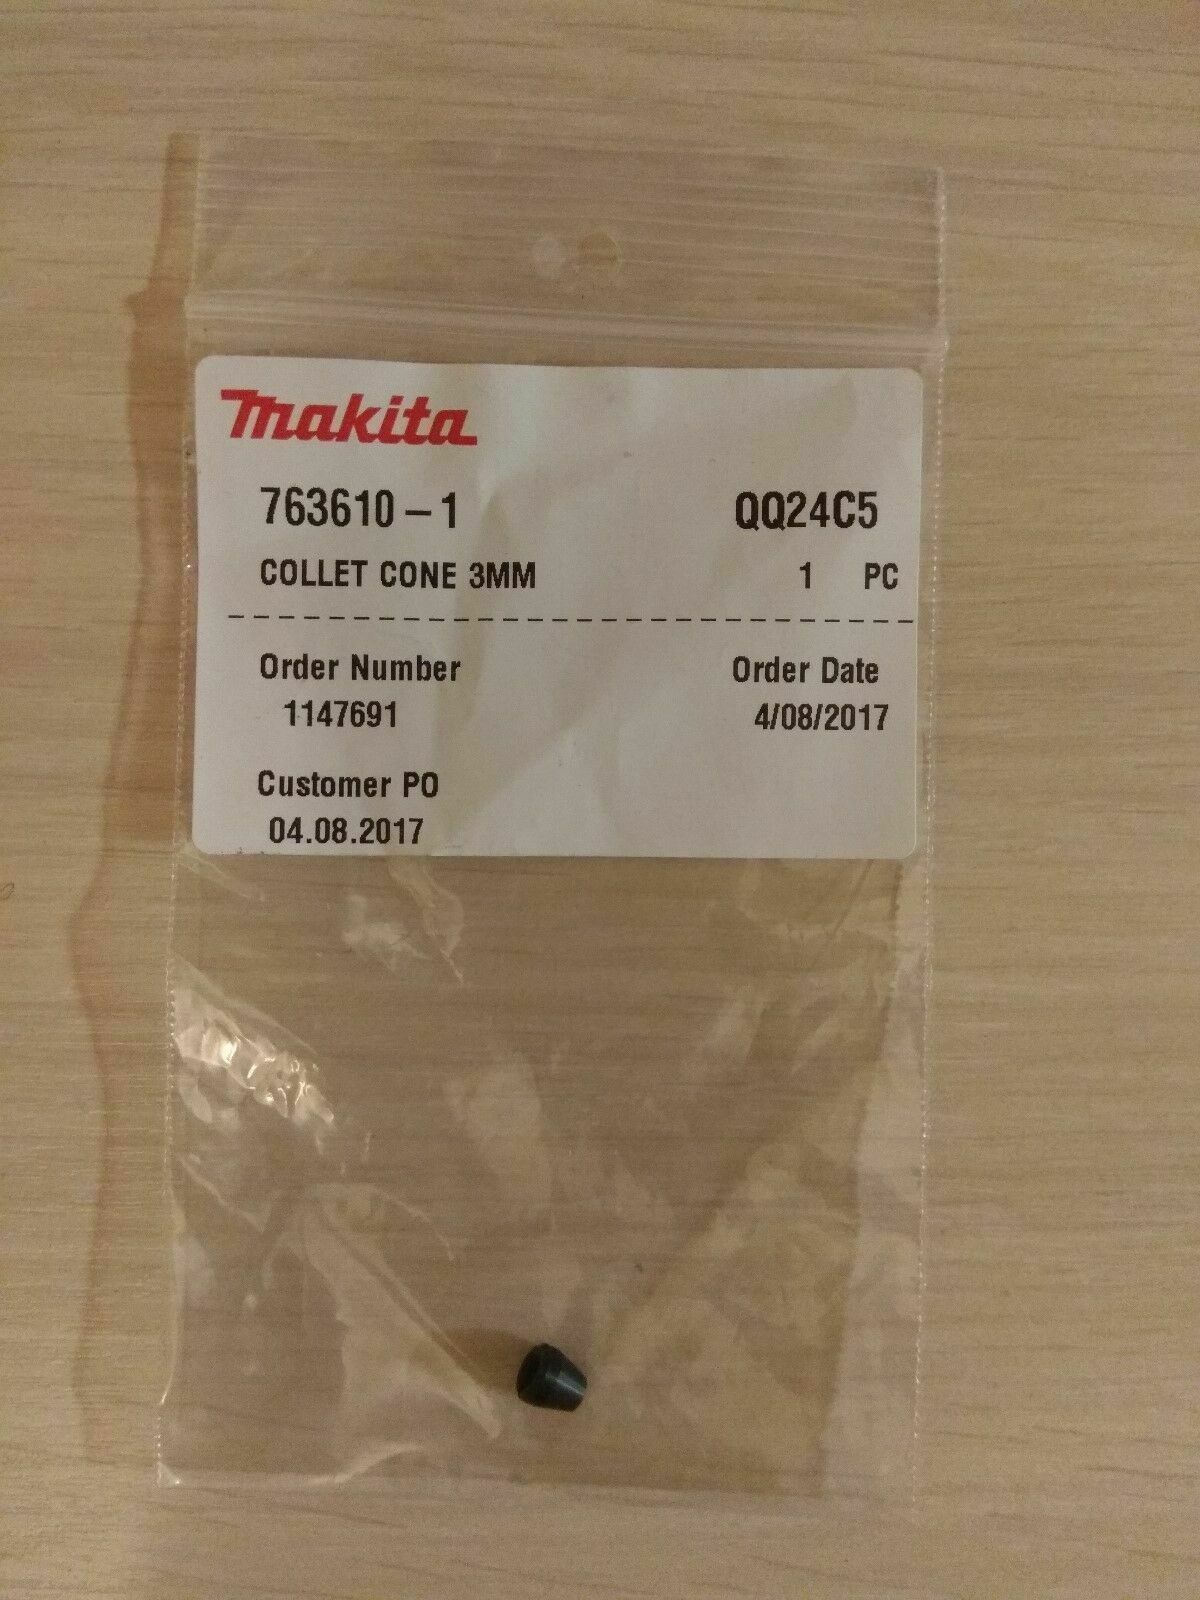 makita
763610-1 QQ24C5
COLLET CONE 3MM 1 PC
Order Number Order Date
1147691 4/08/2017
Customer PO
04.08.2017